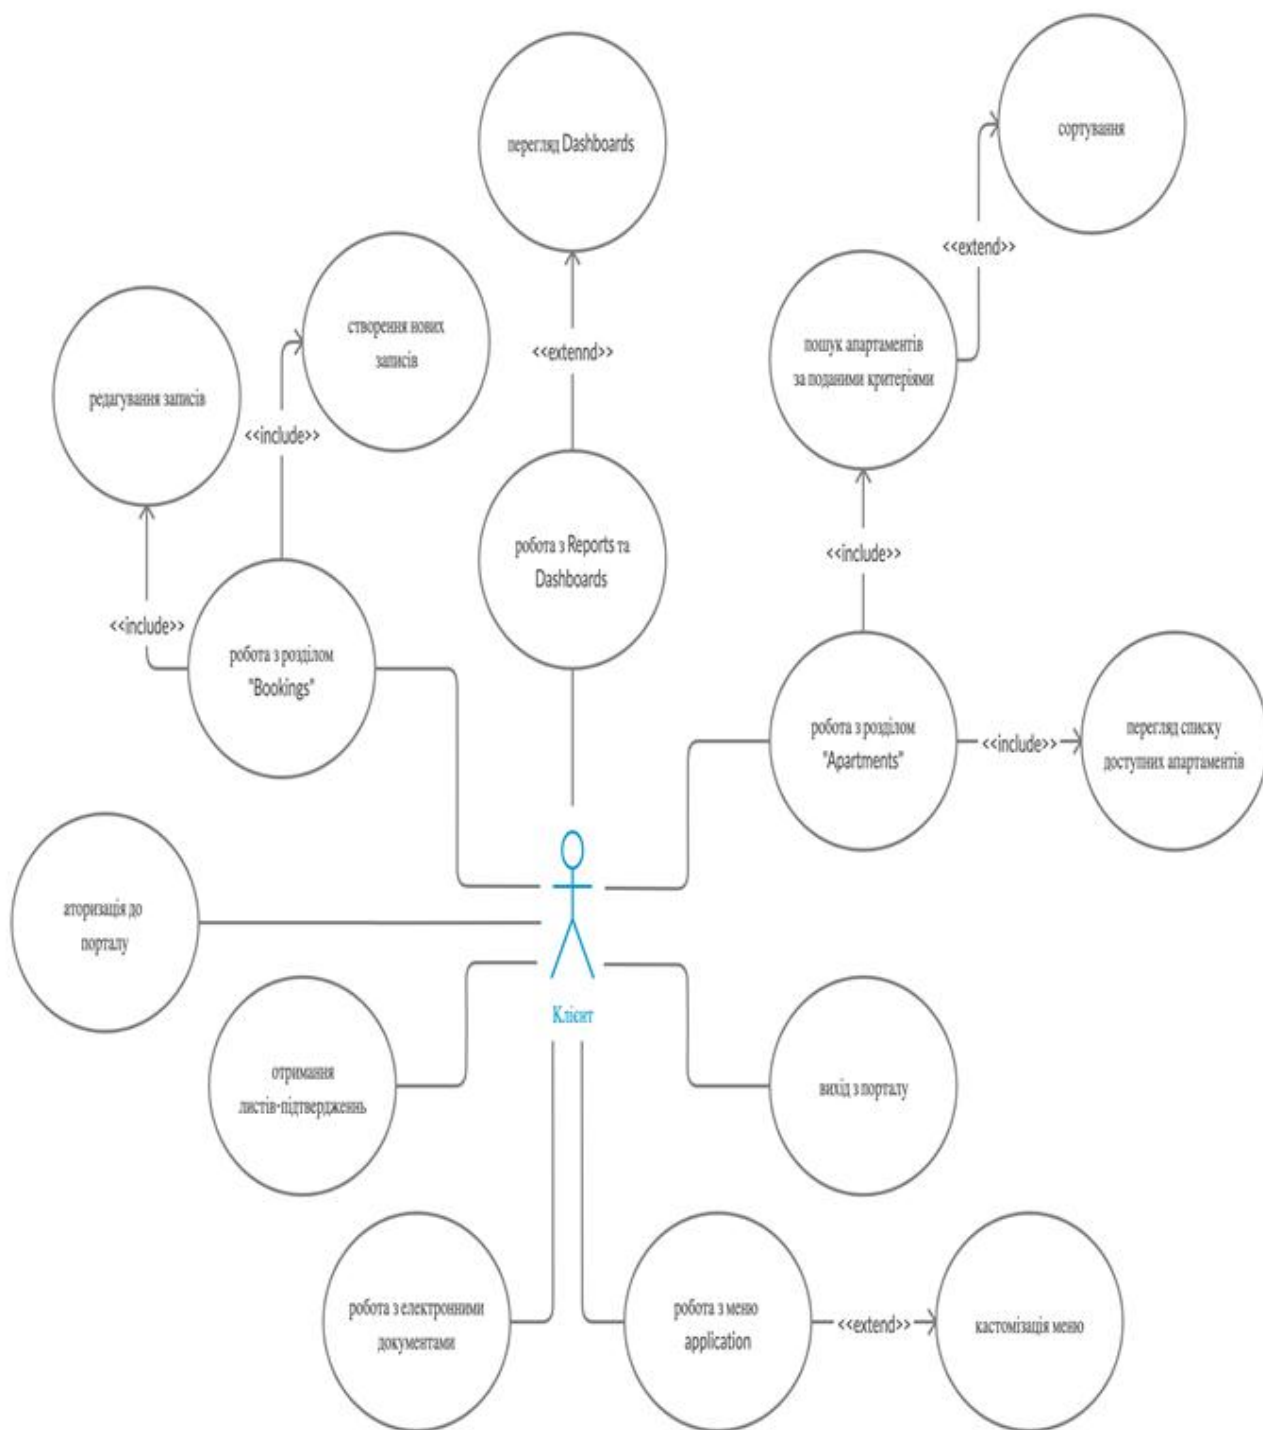 сортування
перегляд Dashboards
<<extend>>
створення нових
записів
<<extennd>>
пошук апартаментів
за поданими критеріями
редагування записів
<<include>>
<<include>>
робота з Reports та
Dashboards
<<include>>
робота з розділом
"Bookings"
робота з розділом
"Apartments"
<<include>>
перегляд списку
доступних апартаментів
аторизація до
порталу
Клієнт
отримання
листів-підтвердженнь
вихід з порталу
робота з електронними
документами
робота з меню
application
<<extend>>
кастомізація меню